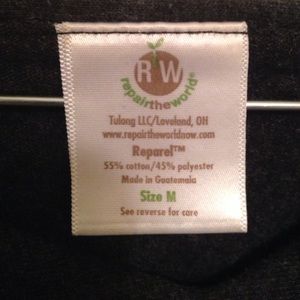 R W
repairtheworld®
Tulong LLC/Loveland, OH
www.repairtheworldnow.com
Reparel™
55% cotton/45% polyester
Made in Guatemala
Size M
See reverse for care